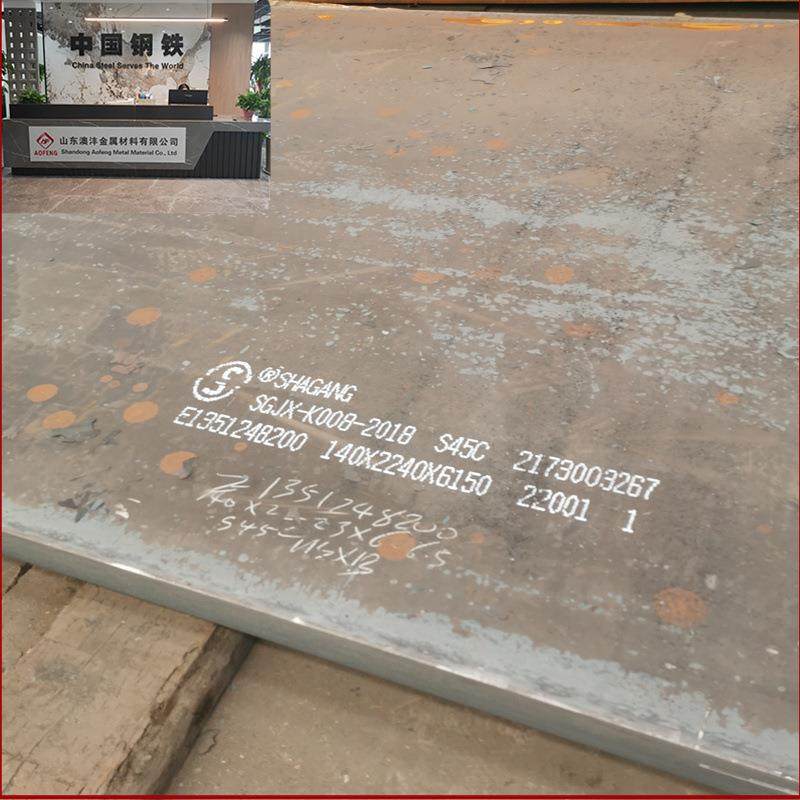 中国钢铁
China Steel Serves The World
AOFENG
山东澳沣金属材料有限公司
Shandong Aofeng Metal Material Co., Ltd
S ®SHAGANG
SGJX-K008-2018 S45C 2173003267
E1351248200 140X2240X6150 22001 1
1351248200